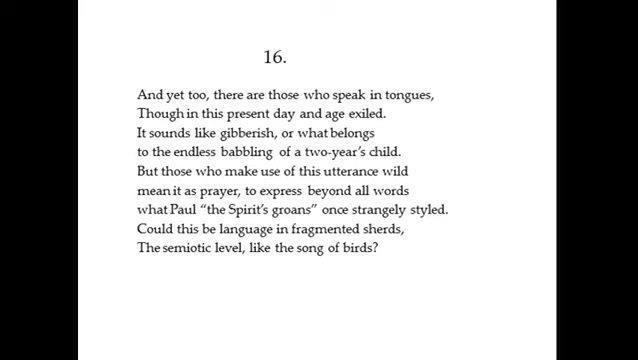 16.
And yet too, there are those who speak in tongues,
Though in this present day and age exiled.
It sounds like gibberish, or what belongs
to the endless babbling of a two-year’s child.
But those who make use of this utterance wild
mean it as prayer, to express beyond all words
what Paul “the Spirit’s groans” once strangely styled.
Could this be language in fragmented sherds,
The semiotic level, like the song of birds?